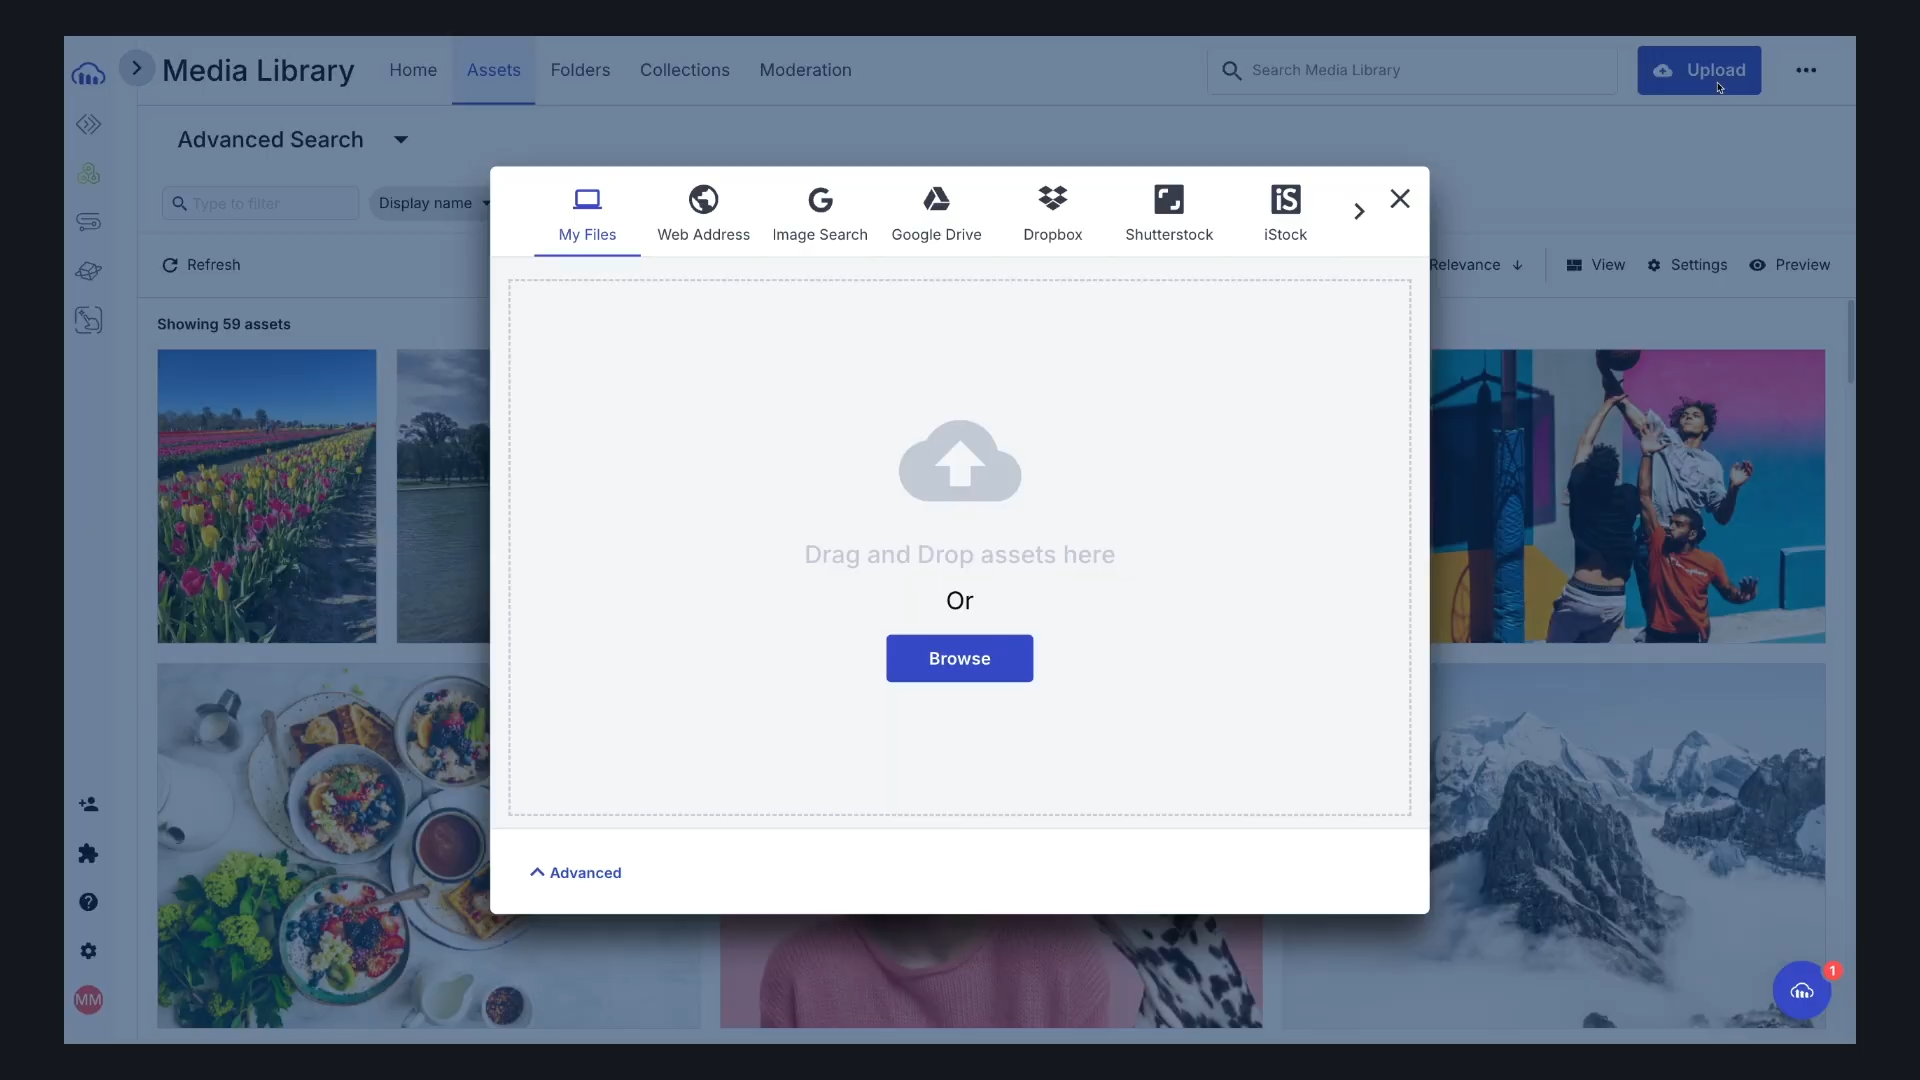 Media Library
Home
Assets
Folders
Collections
Moderation
Search Media Library
Upload
Advanced Search
Type to filter
Display name
My Files
Web Address
Image Search
Google Drive
Dropbox
Shutterstock
iS
iStock
Refresh
Relevance
View
Settings
Preview
Showing 59 assets
Drag and Drop assets here
Or
Browse
Advanced
MM
1